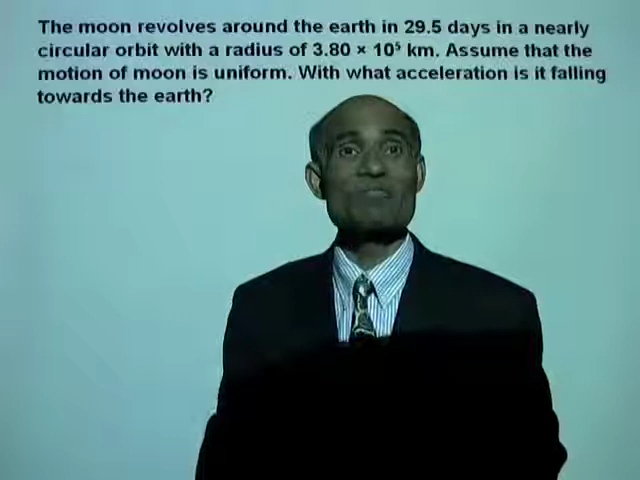 The moon revolves around the earth in 29.5 days in a nearly
circular orbit with a radius of 3.80 × 10⁵ km. Assume that the
motion of moon is uniform. With what acceleration is it falling
towards the earth?